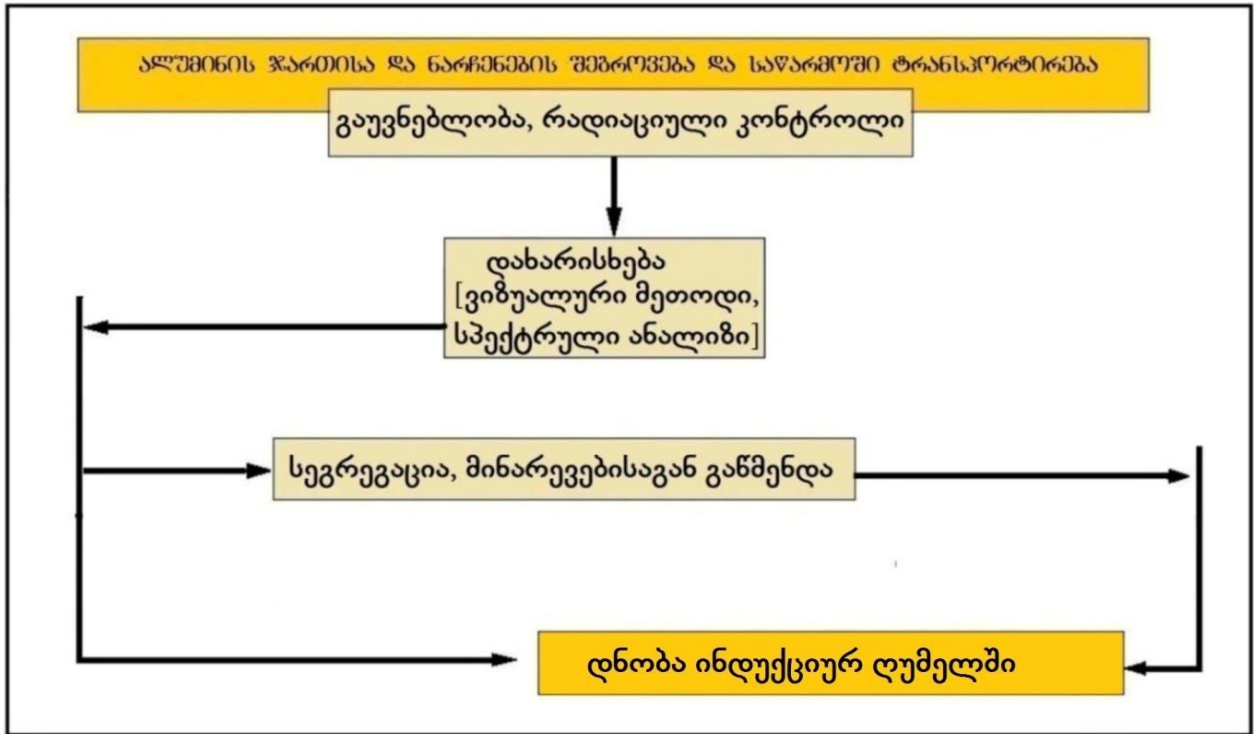 ალუმინის ჯართისა და ნარჩენების შეგროვება და საწარმოში ტრანსპორტირება
გაუვნებლობა, რადიაციული კონტროლი
დახარისხება
[ვიზუალური მეთოდი,
სპექტრული ანალიზი]
სეგრეგაცია, მინარევებისაგან გაწმენდა
დნობა ინდუქციურ ღუმელში